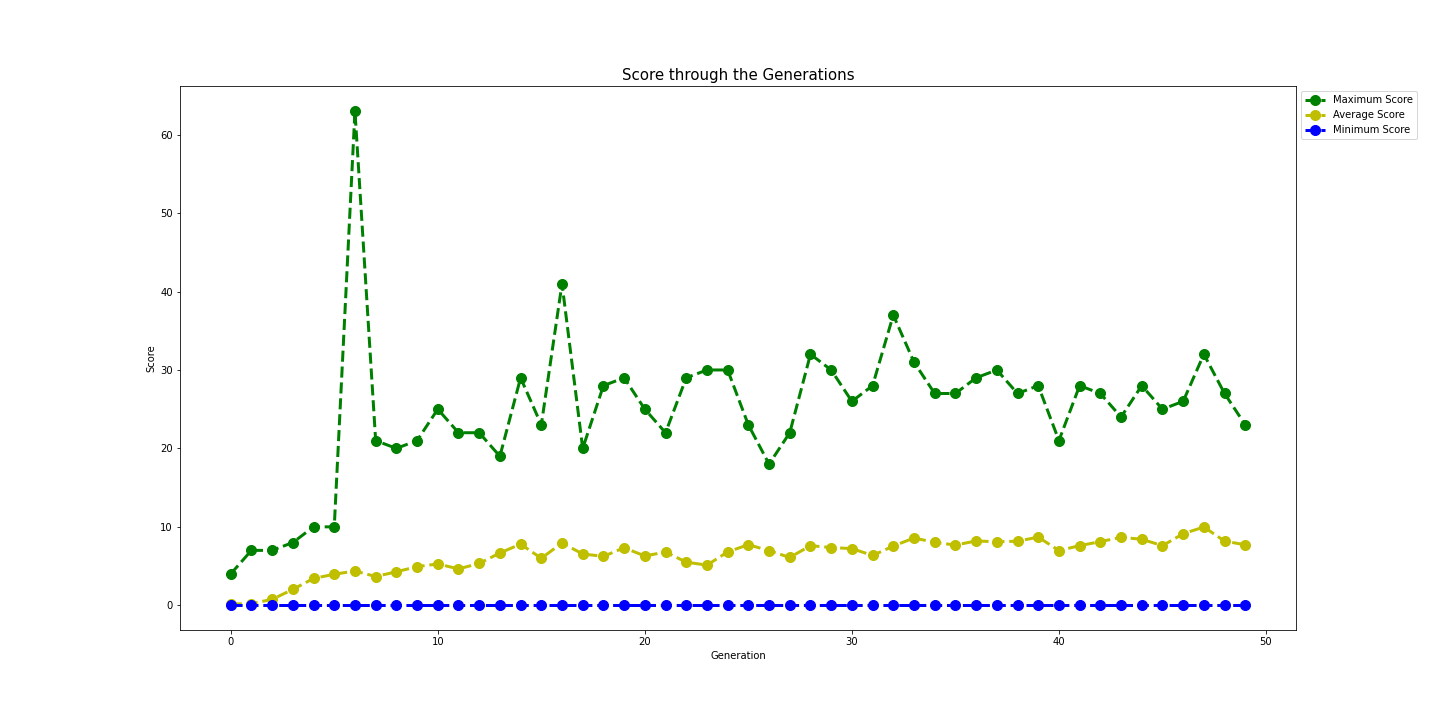 Score through the Generations
Maximum Score
Average Score
Minimum Score
Score
60
50
40
30
20
10
0
0 10 20 30 40 50
Generation